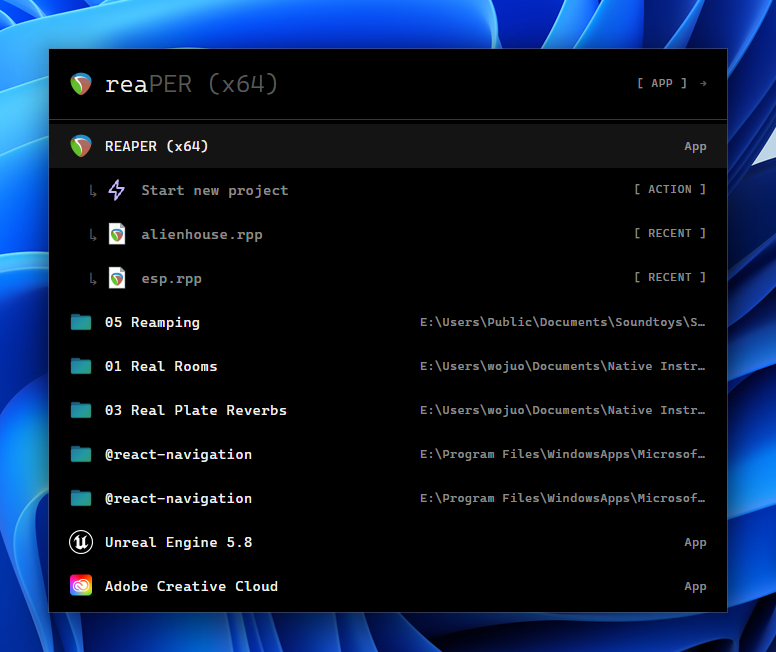 reaPER (x64) [ APP ] →
REAPER (x64) App
↳ Start new project [ ACTION ]
↳ alienhouse.rpp [ RECENT ]
↳ esp.rpp [ RECENT ]
05 Reamping E:\Users\Public\Documents\Soundtoys\S…
01 Real Rooms E:\Users\wojuo\Documents\Native Instr…
03 Real Plate Reverbs E:\Users\wojuo\Documents\Native Instr…
@react-navigation E:\Program Files\WindowsApps\Microsof…
@react-navigation E:\Program Files\WindowsApps\Microsof…
Unreal Engine 5.8 App
Adobe Creative Cloud App